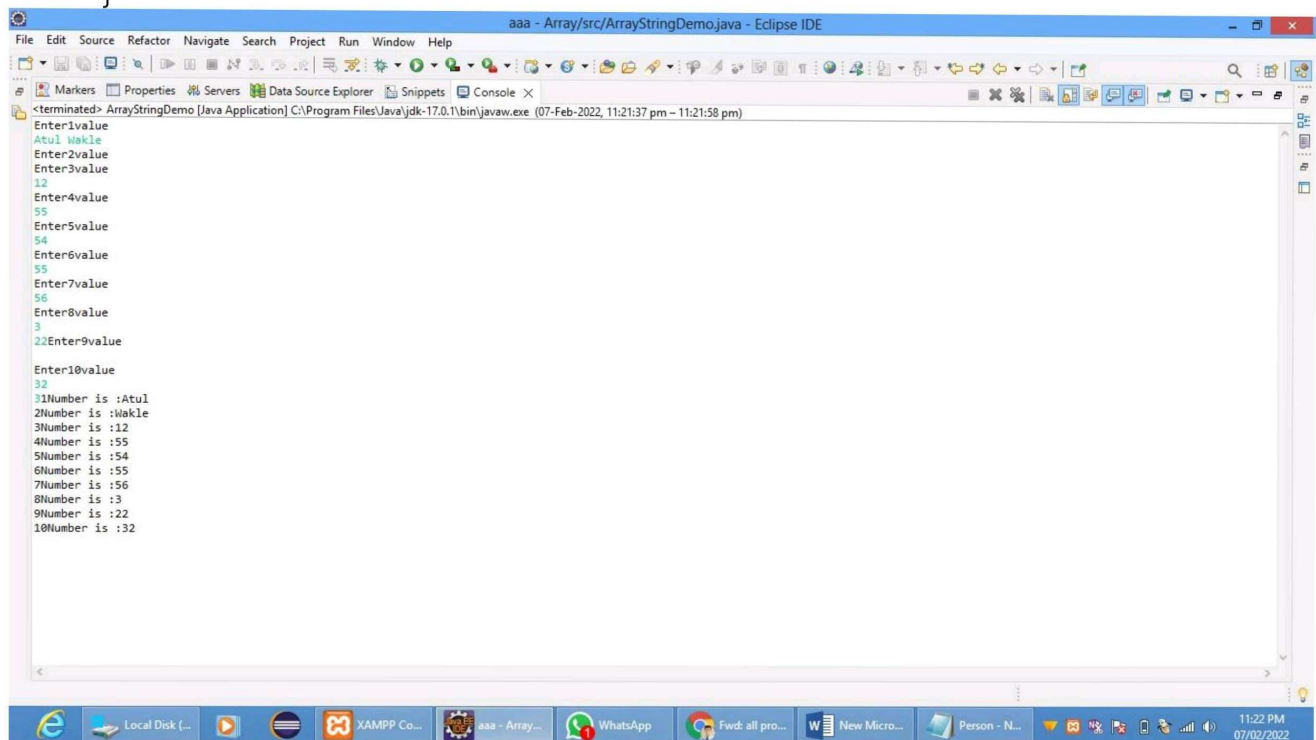 aaa - Array/src/ArrayStringDemo.java - Eclipse IDE
File Edit Source Refactor Navigate Search Project Run Window Help
Markers Properties Servers Data Source Explorer Snippets Console
<terminated> ArrayStringDemo [Java Application] C:\Program Files\Java\jdk-17.0.1\bin\javaw.exe (07-Feb-2022, 11:21:37 pm – 11:21:58 pm)
Enter1value
Atul Wakle
Enter2value
Enter3value
12
Enter4value
55
Enter5value
54
Enter6value
55
Enter7value
56
Enter8value
3
22Enter9value
Enter10value
32
31Number is :Atul
2Number is :Wakle
3Number is :12
4Number is :55
5Number is :54
6Number is :55
7Number is :56
8Number is :3
9Number is :22
10Number is :32
Local Disk (... XAMPP Co... aaa - Array... WhatsApp Fwd: all pro... New Micro... Person - N... 11:22 PM
07/02/2022